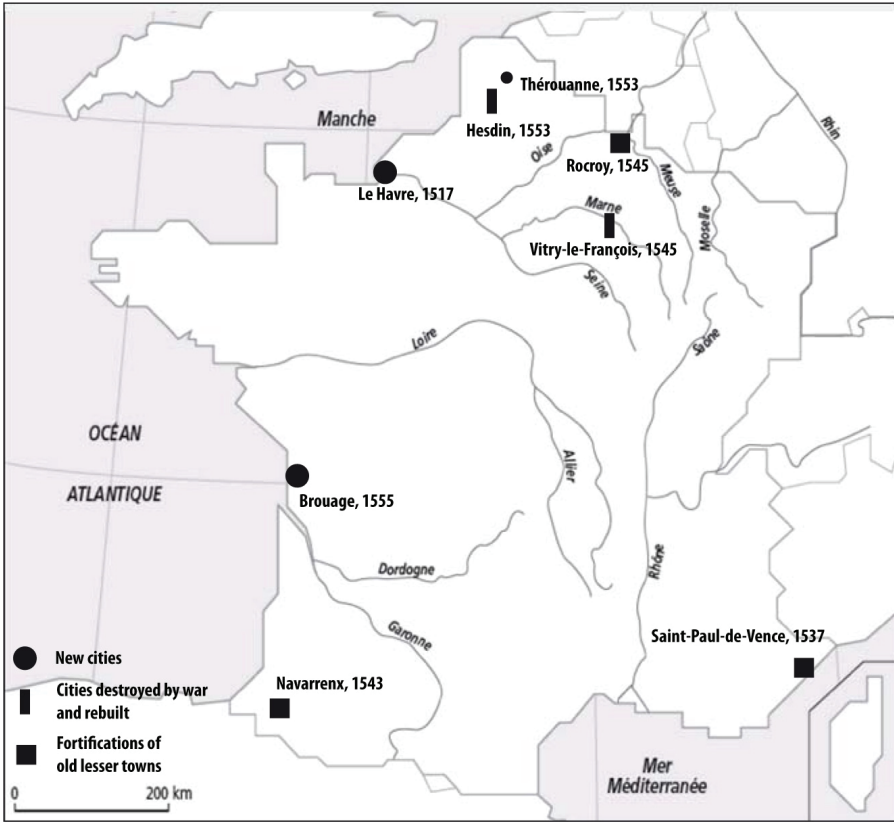 Thérouanne, 1553
Manche
Hesdin, 1553
Rhin
Oise
Rocroy, 1545
Meuse
Le Havre, 1517
Marne
Moselle
Vitry-le-François, 1545
Seine
Loire
Saône
OCÉAN
ATLANTIQUE
Allier
Brouage, 1555
Dordogne
Rhône
Garonne
Saint-Paul-de-Vence, 1537
New cities
Navarrenx, 1543
Cities destroyed by war
and rebuilt
Fortifications of
old lesser towns
Mer
Méditerranée
0 200 km